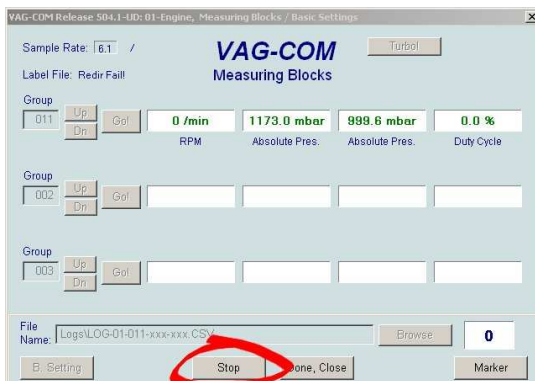 VAG-COM Release 504.1-UD: 01-Engine, Measuring Blocks / Basic Settings
Sample Rate: 6.1 /
VAG-COM
Turbo!
Label File: Redir Fail!
Measuring Blocks
Group
011 Up Dn Go! 0 /min 1173.0 mbar 999.6 mbar 0.0 %
RPM Absolute Pres. Absolute Pres. Duty Cycle
Group
002 Up Dn Go!
Group
003 Up Dn Go!
File Name: Logs\LOG-01-011-xxx-xxx.CSV Browse 0
B. Setting Stop Done, Close Marker